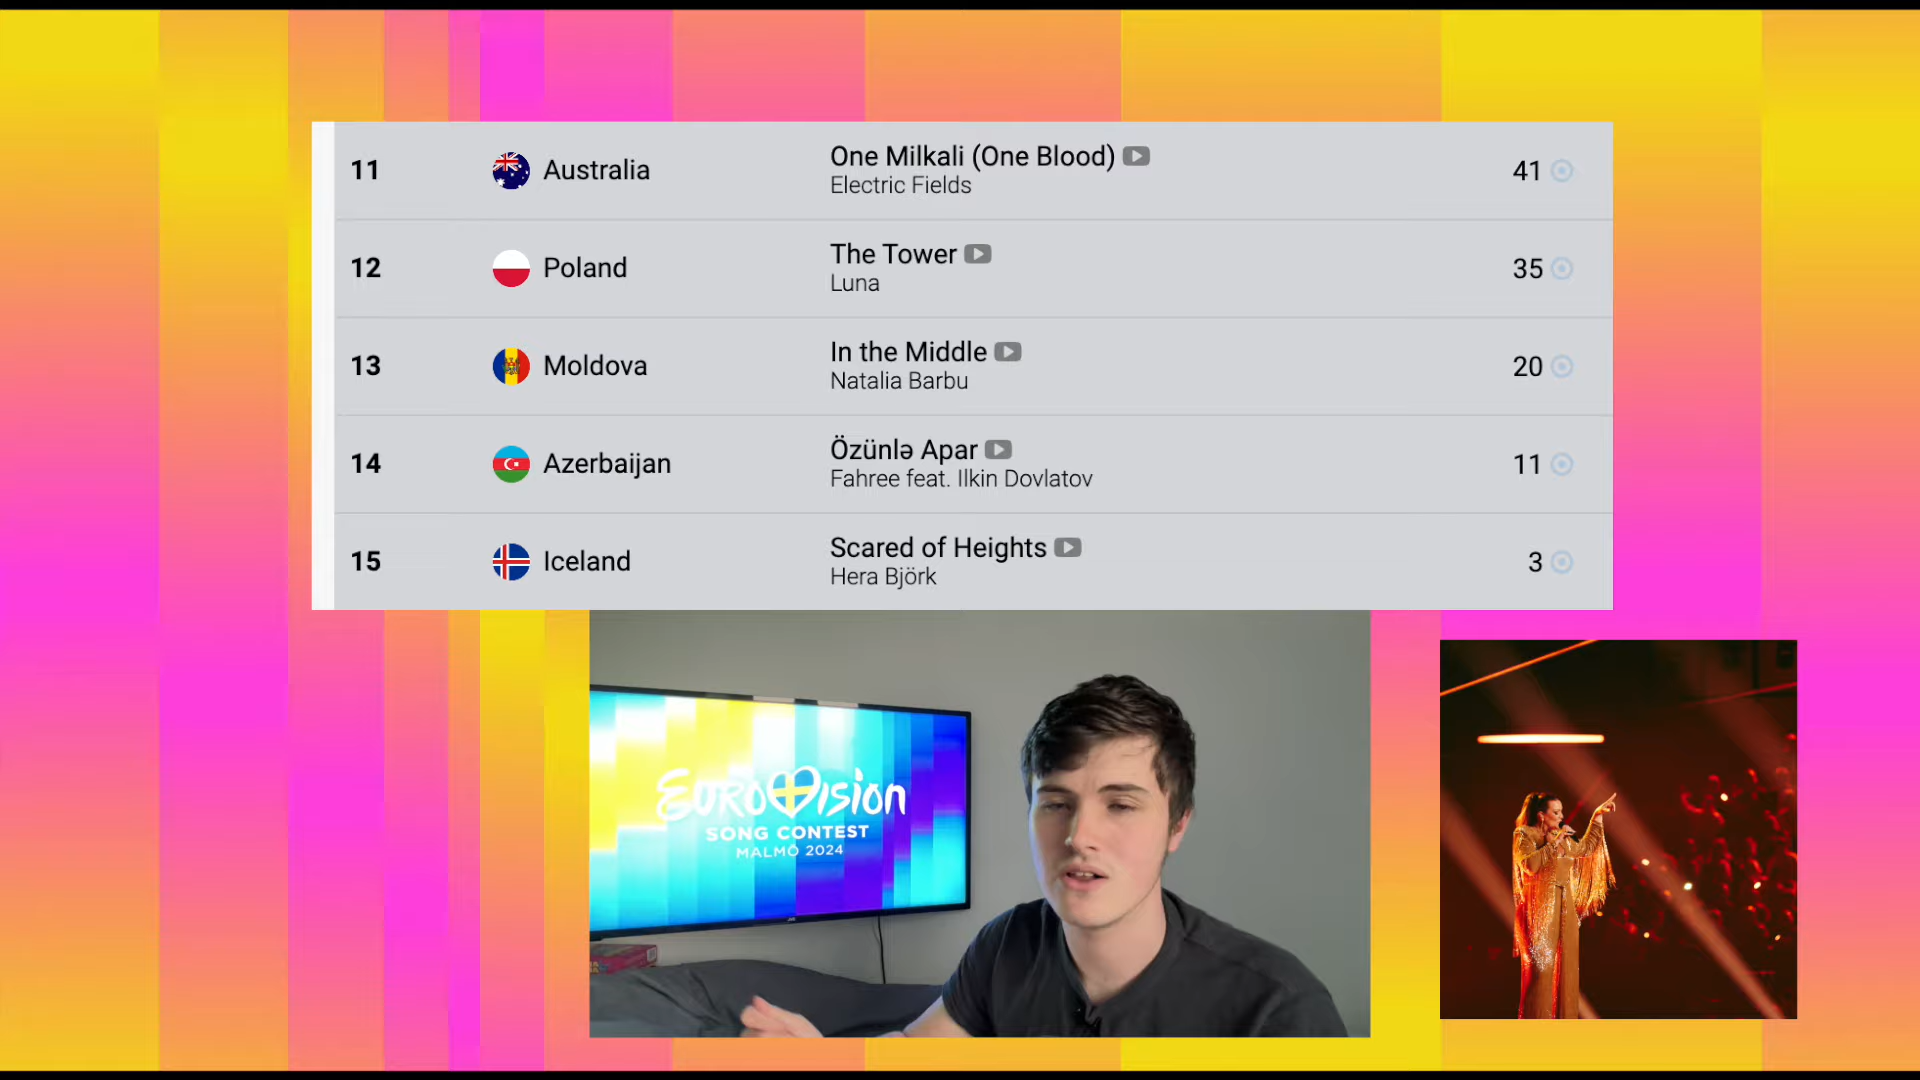 11 Australia One Milkali (One Blood) 41
Electric Fields
12 Poland The Tower 35
Luna
13 Moldova In the Middle 20
Natalia Barbu
14 Azerbaijan Özünlə Apar 11
Fahree feat. Ilkin Dovlatov
15 Iceland Scared of Heights 3
Hera Björk
EUROVISION
SONG CONTEST
MALMÖ 2024